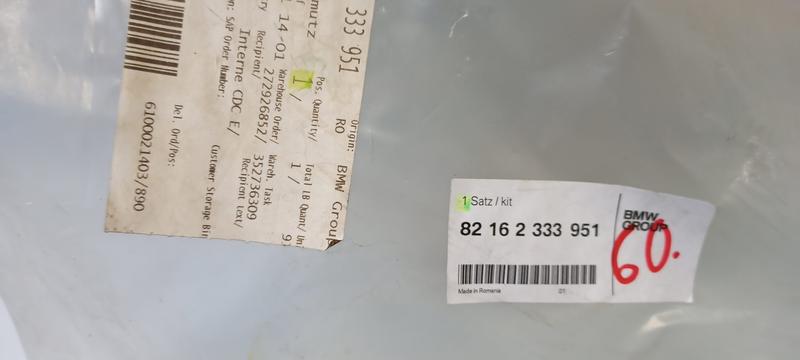 333 951
Origin:
RO
BMW Group
mutz
Pos. Quantity/
1 /
Total LB Quant/
1 /
14-01
Warehouse Order/
272926852/
Wareh. Task
352736309
Recipient/
Recipient text/
Interne CDC E/
SAP Order Number:
Customer Storage Bin
Del. Ord/Pos:
6100021403/890
1 Satz / kit
82 16 2 333 951
BMW
GROUP
60.
Made in Romania
01